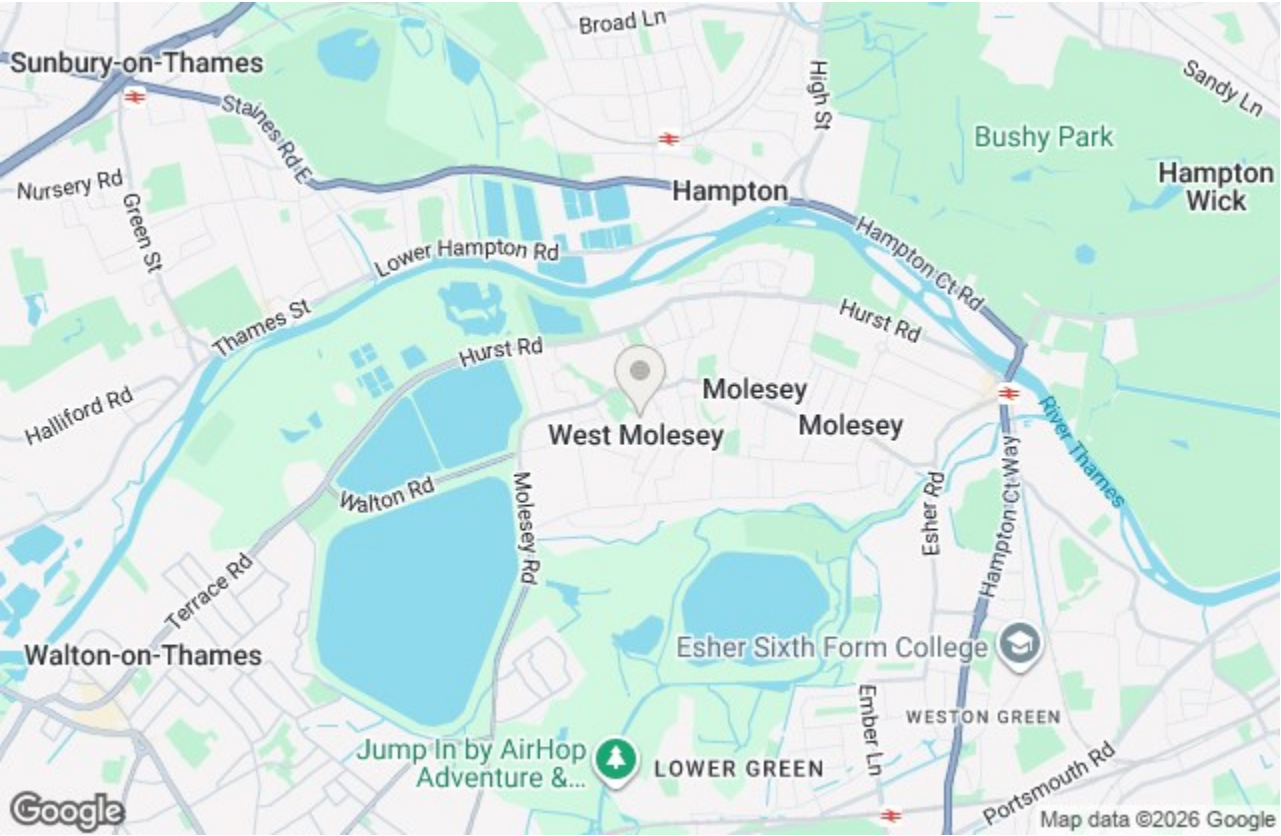 Broad Ln
Sunbury-on-Thames
High St
Sandy Ln
Staines Rd E
Bushy Park
Hampton
Wick
Nursery Rd
Hampton
Green St
Lower Hampton Rd
Hampton Ct Rd
Thames St
Hurst Rd
Hurst Rd
Halliford Rd
Molesey
West Molesey
Molesey
River Thames
Walton Rd
Molesey Rd
Esher Rd
Hampton Ct Way
Terrace Rd
Walton-on-Thames
Esher Sixth Form College
Ember Ln
WESTON GREEN
Jump In by AirHop
Adventure &...
LOWER GREEN
Portsmouth Rd
Google
Map data ©2026 Google